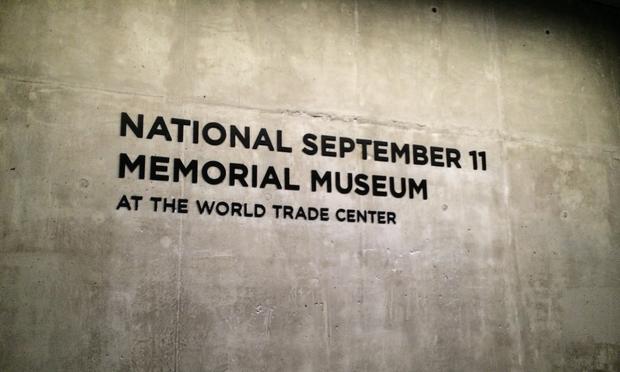 NATIONAL SEPTEMBER 11
MEMORIAL MUSEUM
AT THE WORLD TRADE CENTER